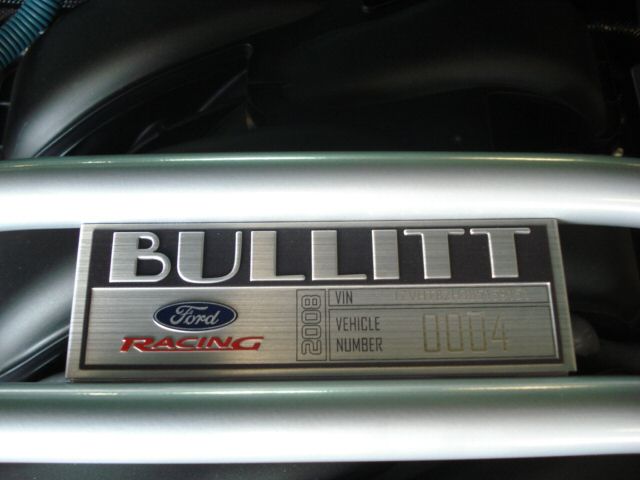 BULLITT
Ford
RACING
2008
VIN
VEHICLE
NUMBER
0004